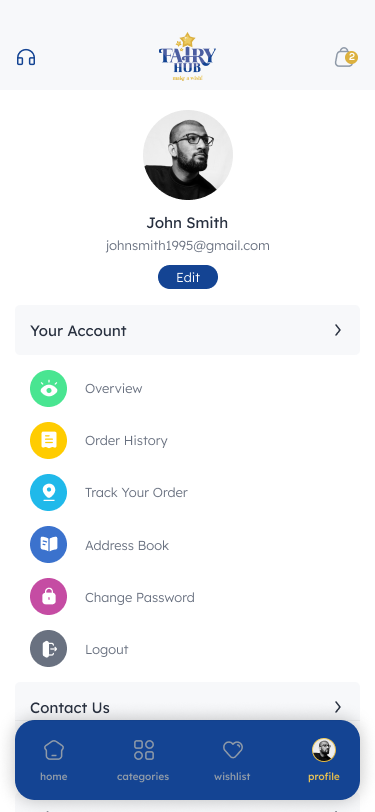 FAIRY
HUB
2
John Smith
johnsmith1995@gmail.com
Edit
Your Account
Overview
Order History
Track Your Order
Address Book
Change Password
Logout
Contact Us
home
categories
wishlist
profile